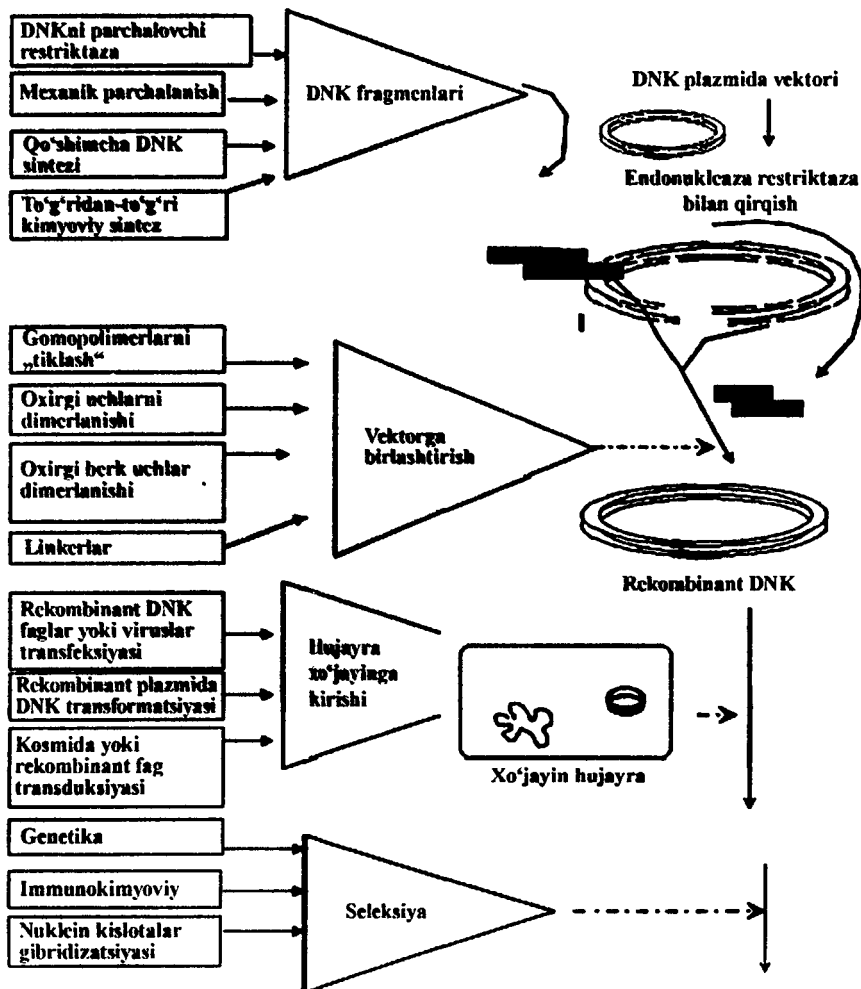 DNKni parchalovchi
restriktaza
Mexanik parchalanish
Qo‘shimcha DNK
sintezi
To‘g‘ridan-to‘g‘ri
kimyoviy sintez
DNK fragmenlari
DNK plazmida vektori
Endonukleaza restriktaza
bilan qirqish
Gomopolimerlarni
„tiklash“
Oxirgi uchlarni
dimerlanishi
Oxirgi berk uchlar
dimerlanishi
Linkerlar
Vektorga
birlashtirish
Rekombinant DNK
Rekombinant DNK
faglar yoki viruslar
transfeksiyasi
Rekombinant plazmida
DNK transformatsiyasi
Kosmida yoki
rekombinant fag
transduksiyasi
Hujayra
xo‘jayinga
kirishi
Xo‘jayin hujayra
Genetika
Immunokimyoviy
Nuklein kislotalar
gibridizatsiyasi
Seleksiya